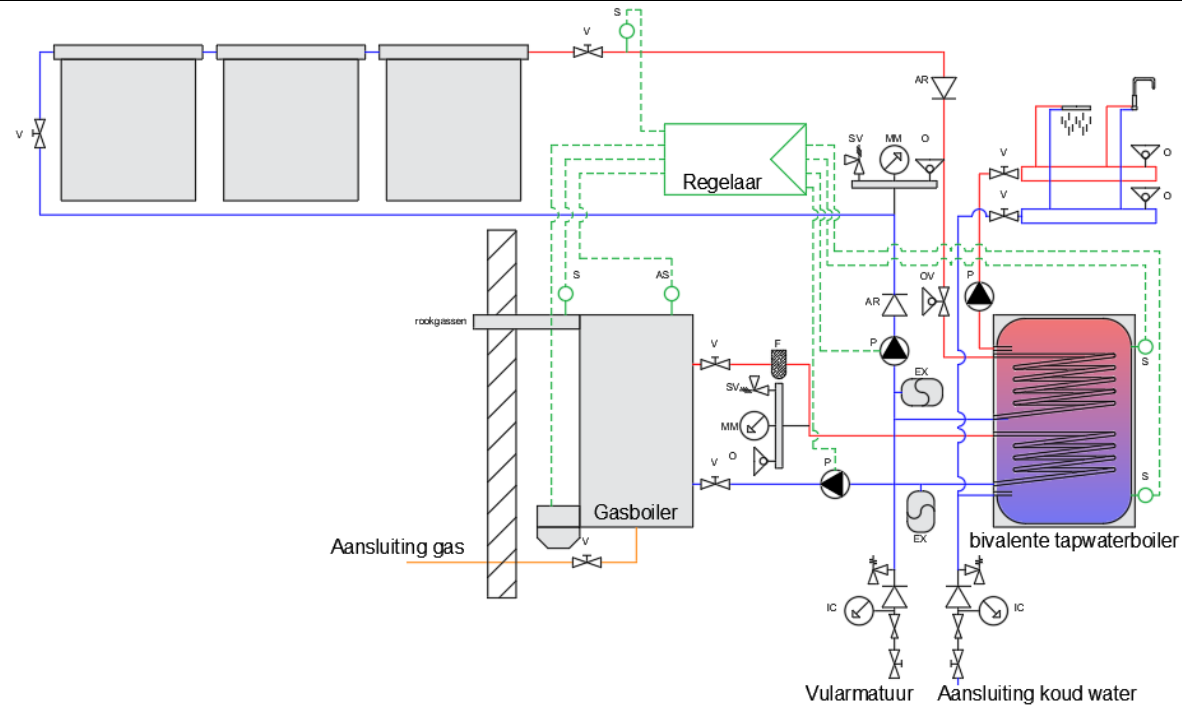 S
V
V
AR
SV
MM
O
V
O
Regelaar
V
O
S
AS
OV
P
AR
rookgassen
V
F
P
S
EX
SV
MM
O
V
P
S
Gasboiler
EX
bivalente tapwaterboiler
Aansluiting gas
V
IC
IC
Vularmatuur
Aansluiting koud water